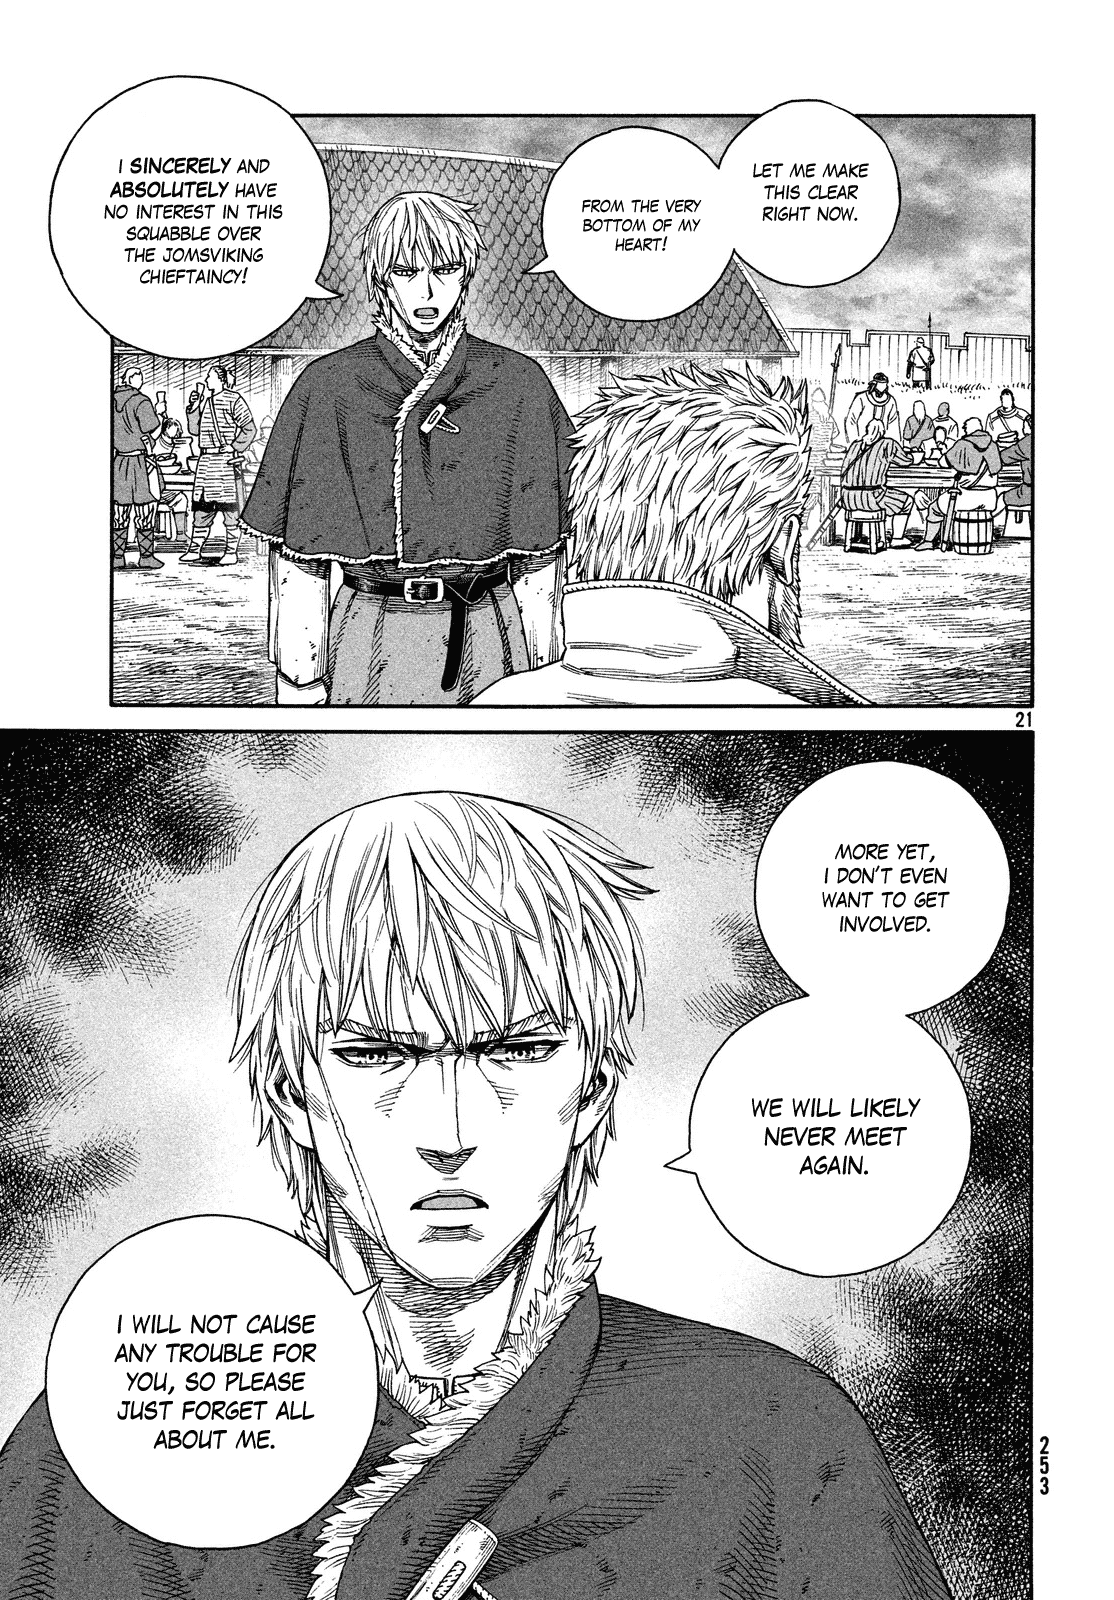 LET ME MAKE
THIS CLEAR
RIGHT NOW.
FROM THE VERY
BOTTOM OF MY
HEART!
I SINCERELY AND
ABSOLUTELY HAVE
NO INTEREST IN THIS
SQUABBLE OVER
THE JOMSVIKING
CHIEFTAINCY!
21
MORE YET,
I DON'T EVEN
WANT TO GET
INVOLVED.
WE WILL LIKELY
NEVER MEET
AGAIN.
I WILL NOT CAUSE
ANY TROUBLE FOR
YOU, SO PLEASE
JUST FORGET ALL
ABOUT ME.
253